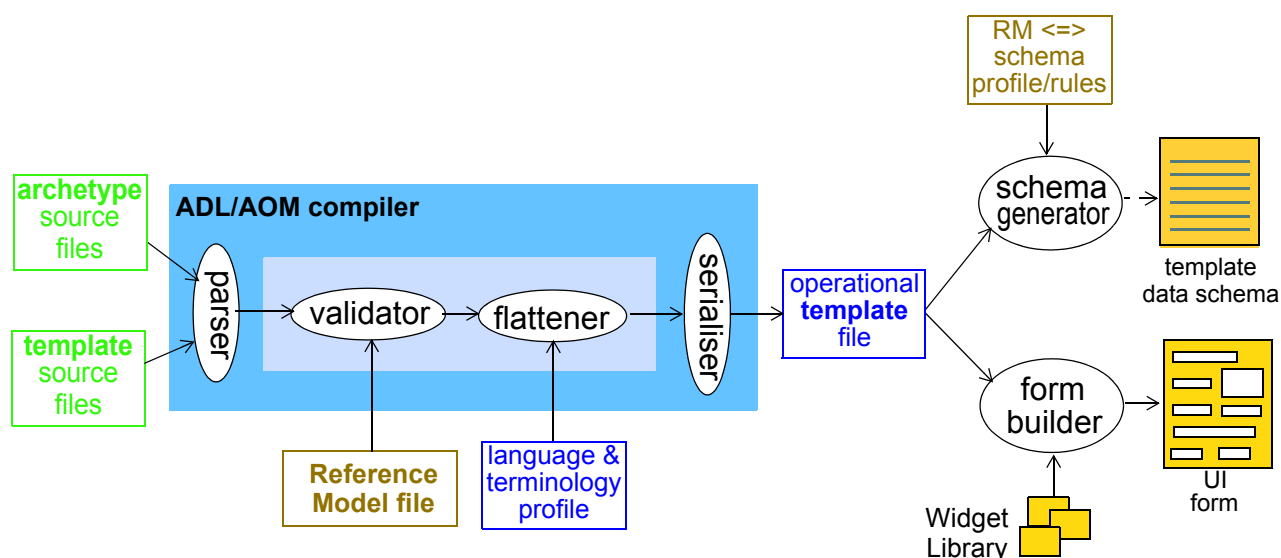 RM <=>
schema
profile/rules
archetype
source
files
template
source
files
ADL/AOM compiler
parser
validator
flattener
serialiser
Reference
Model file
language &
terminology
profile
operational
template
file
schema
generator
template
data schema
form
builder
UI
form
Widget
Library